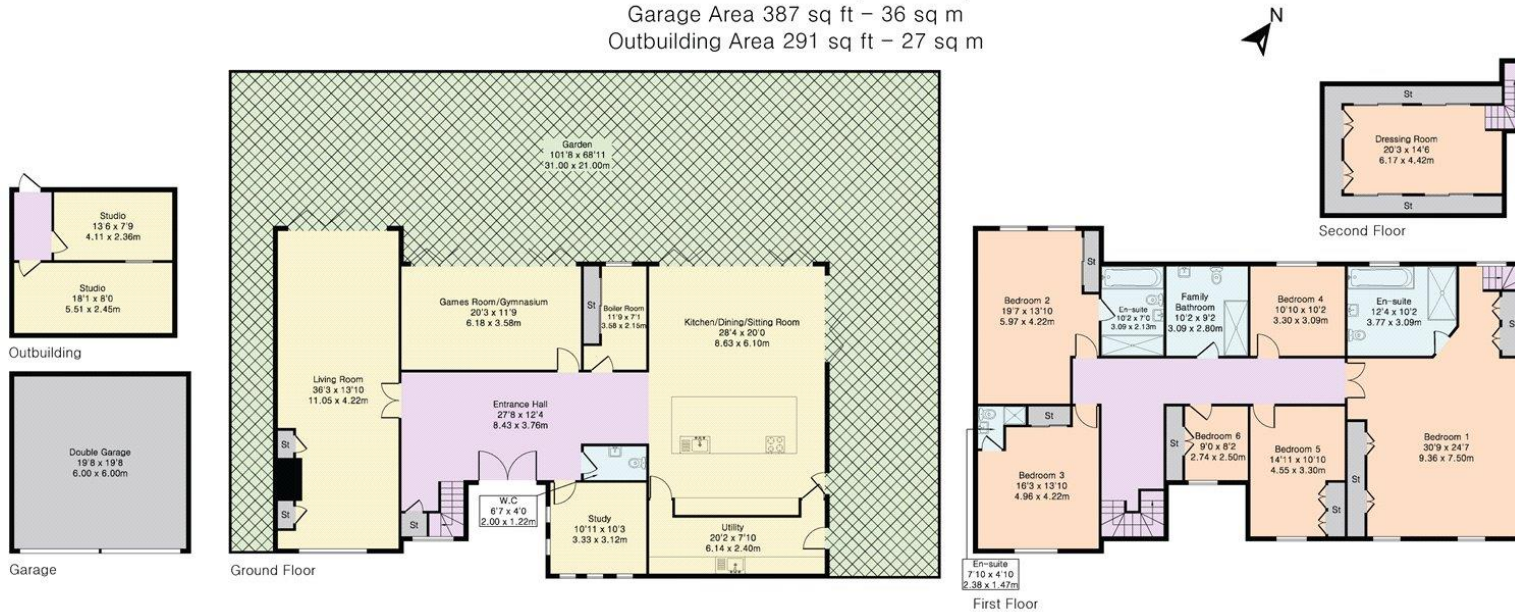 Garage Area 387 sq ft - 36 sq m
Outbuilding Area 291 sq ft - 27 sq m
N
St
Dressing Room
20'3 x 14'6
6.17 x 4.42m
St
Second Floor
Studio
13'6 x 7'9
4.11 x 2.36m
Studio
18'1 x 8'0
5.51 x 2.45m
Outbuilding
Double Garage
19'8 x 19'8
6.00 x 6.00m
Garage
Garden
101'8 x 68'11
31.00 x 21.00m
Games Room/Gymnasium
20'3 x 11'9
6.18 x 3.58m
St
Boiler Room
11'9 x 7'1
3.58 x 2.15m
Kitchen/Dining/Sitting Room
28'4 x 20'0
8.63 x 6.10m
Living Room
36'3 x 13'10
11.05 x 4.22m
Entrance Hall
27'8 x 12'4
8.43 x 3.76m
St
St
St
W.C
6'7 x 4'0
2.00 x 1.22m
Study
10'11 x 10'3
3.33 x 3.12m
Utility
20'2 x 7'10
6.14 x 2.40m
Ground Floor
Bedroom 2
19'7 x 13'10
5.97 x 4.22m
St
En-suite
10'2 x 7'0
3.09 x 2.13m
Family
Bathroom
10'2 x 9'2
3.09 x 2.80m
Bedroom 4
10'10 x 10'2
3.30 x 3.09m
En-suite
12'4 x 10'2
3.77 x 3.09m
S
St
Bedroom 3
16'3 x 13'10
4.96 x 4.22m
St
Bedroom 6
9'0 x 8'2
2.74 x 2.50m
Bedroom 5
14'11 x 10'10
4.55 x 3.30m
St
St
Bedroom 1
30'9 x 24'7
9.36 x 7.50m
En-suite
7'10 x 4'10
2.38 x 1.47m
First Floor